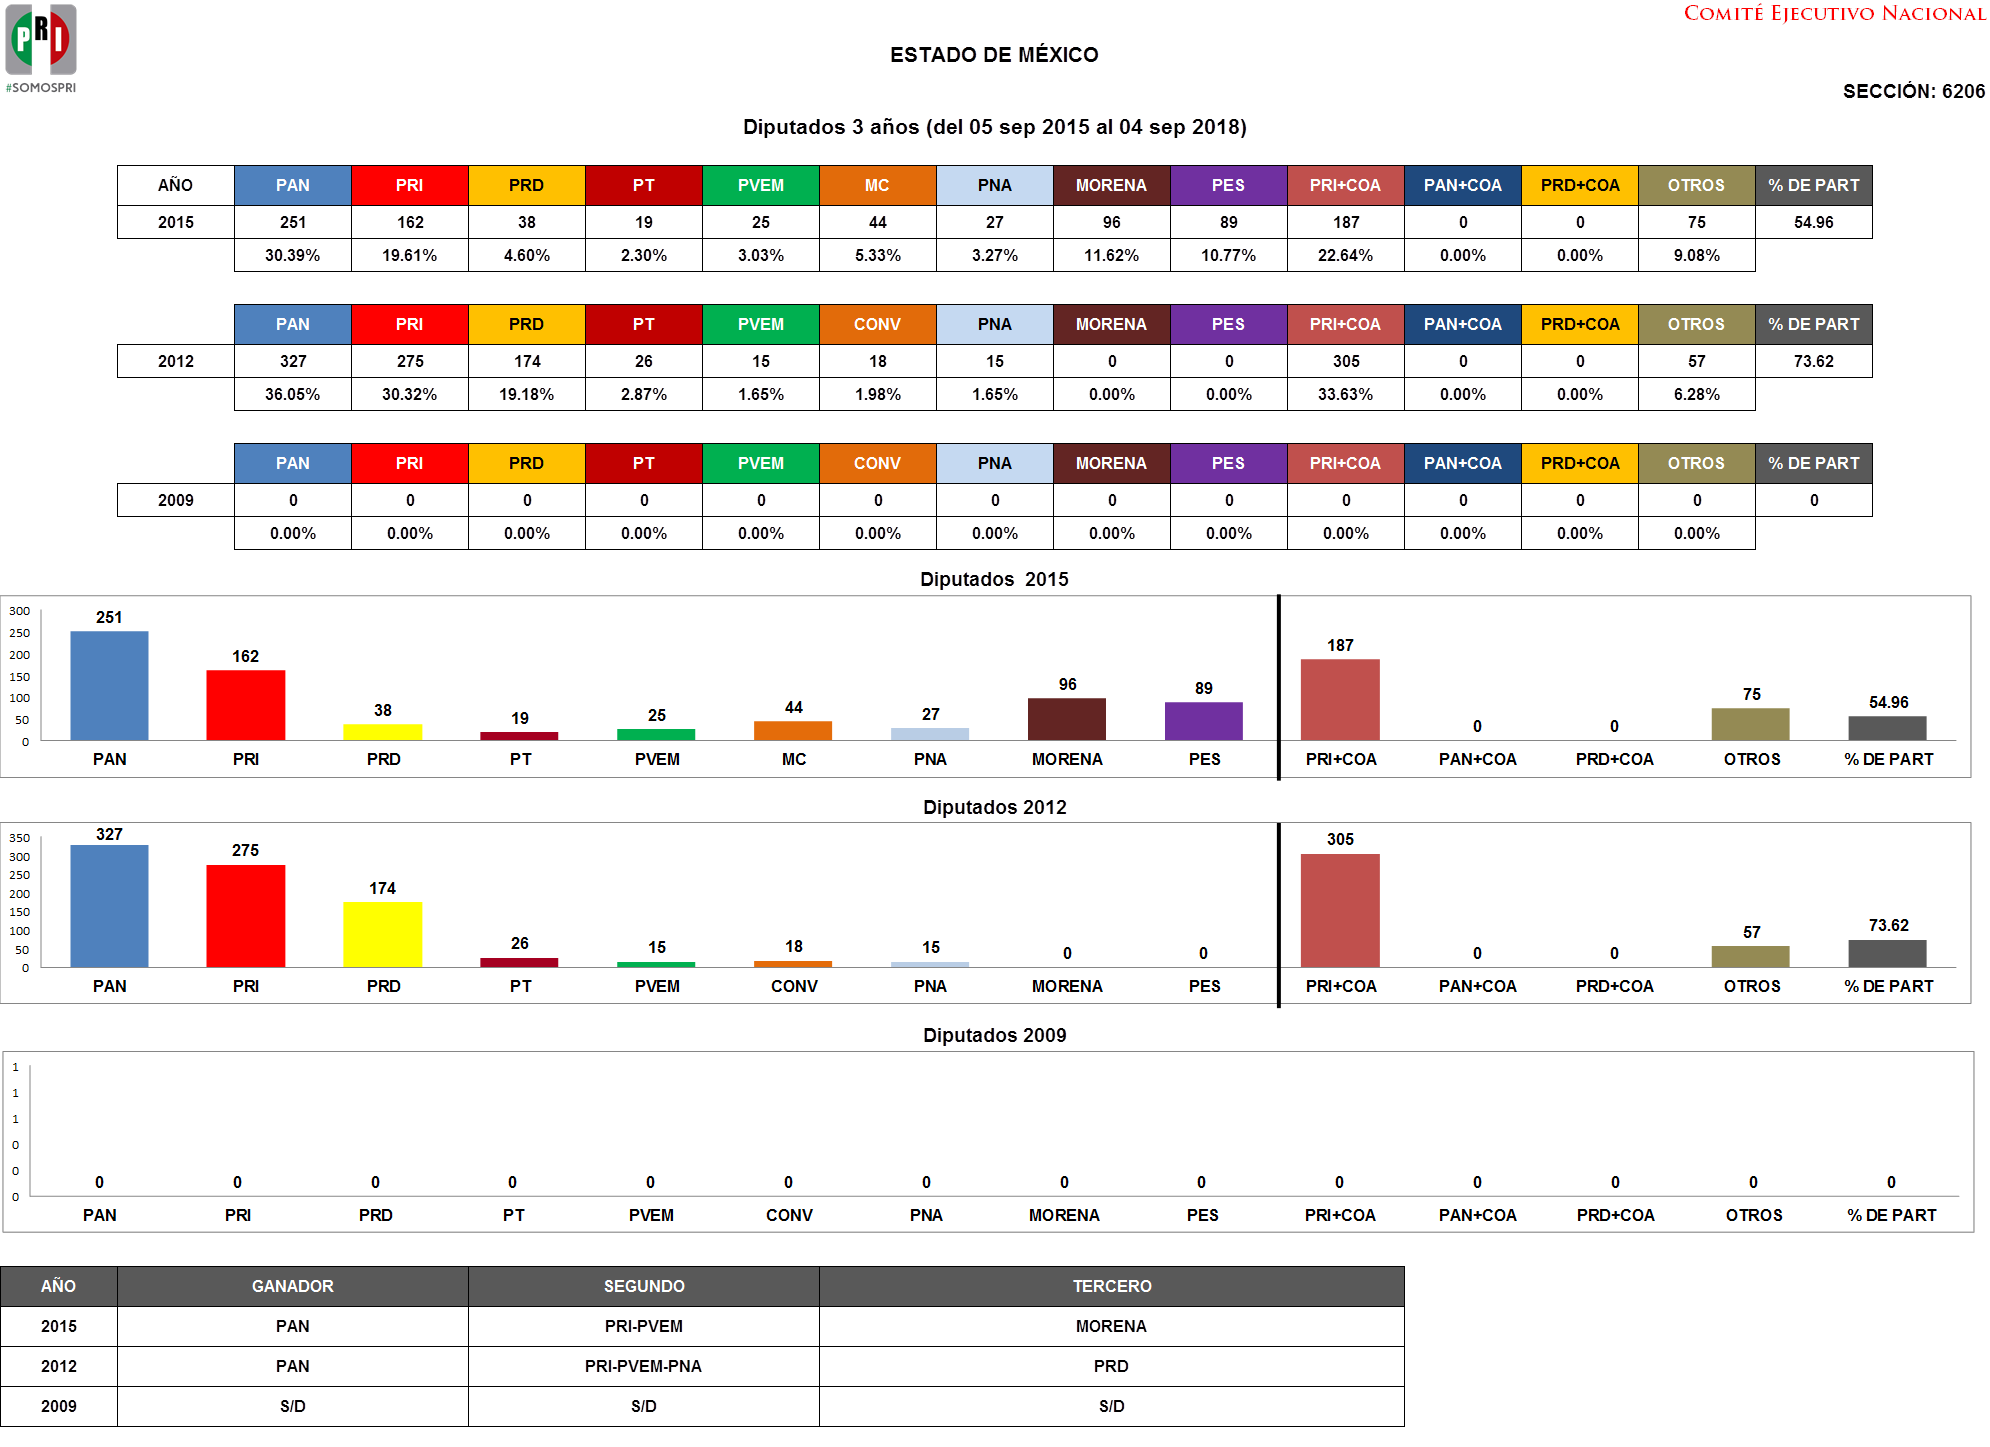 PRI
#SOMOSPRI
COMITÉ EJECUTIVO NACIONAL
ESTADO DE MÉXICO
SECCIÓN: 6206
Diputados 3 años (del 05 sep 2015 al 04 sep 2018)
AÑO PAN PRI PRD PT PVEM MC PNA MORENA PES PRI+COA PAN+COA PRD+COA OTROS % DE PART
2015 251 162 38 19 25 44 27 96 89 187 0 0 75 54.96
30.39% 19.61% 4.60% 2.30% 3.03% 5.33% 3.27% 11.62% 10.77% 22.64% 0.00% 0.00% 9.08%
PAN PRI PRD PT PVEM CONV PNA MORENA PES PRI+COA PAN+COA PRD+COA OTROS % DE PART
2012 327 275 174 26 15 18 15 0 0 305 0 0 57 73.62
36.05% 30.32% 19.18% 2.87% 1.65% 1.98% 1.65% 0.00% 0.00% 33.63% 0.00% 0.00% 6.28%
PAN PRI PRD PT PVEM CONV PNA MORENA PES PRI+COA PAN+COA PRD+COA OTROS % DE PART
2009 0 0 0 0 0 0 0 0 0 0 0 0 0 0
0.00% 0.00% 0.00% 0.00% 0.00% 0.00% 0.00% 0.00% 0.00% 0.00% 0.00% 0.00% 0.00%
Diputados 2015
300
250
200
150
100
50
0
251 162 38 19 25 44 27 96 89 187 0 0 75 54.96
PAN PRI PRD PT PVEM MC PNA MORENA PES PRI+COA PAN+COA PRD+COA OTROS % DE PART
Diputados 2012
350
300
250
200
150
100
50
0
327 275 174 26 15 18 15 0 0 305 0 0 57 73.62
PAN PRI PRD PT PVEM CONV PNA MORENA PES PRI+COA PAN+COA PRD+COA OTROS % DE PART
Diputados 2009
1
1
1
0
0
0
0 0 0 0 0 0 0 0 0 0 0 0 0 0
PAN PRI PRD PT PVEM CONV PNA MORENA PES PRI+COA PAN+COA PRD+COA OTROS % DE PART
AÑO GANADOR SEGUNDO TERCERO
2015 PAN PRI-PVEM MORENA
2012 PAN PRI-PVEM-PNA PRD
2009 S/D S/D S/D